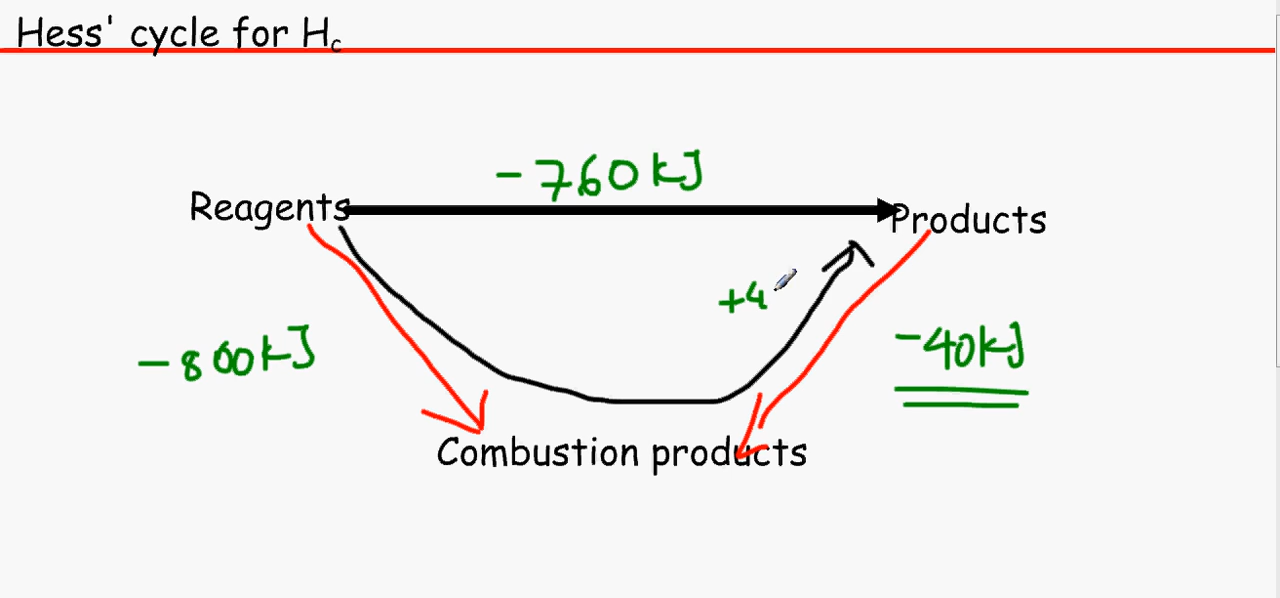 Hess' cycle for Hc
-760kJ
Reagents
Products
+4
-800kJ
-40kJ
Combustion products